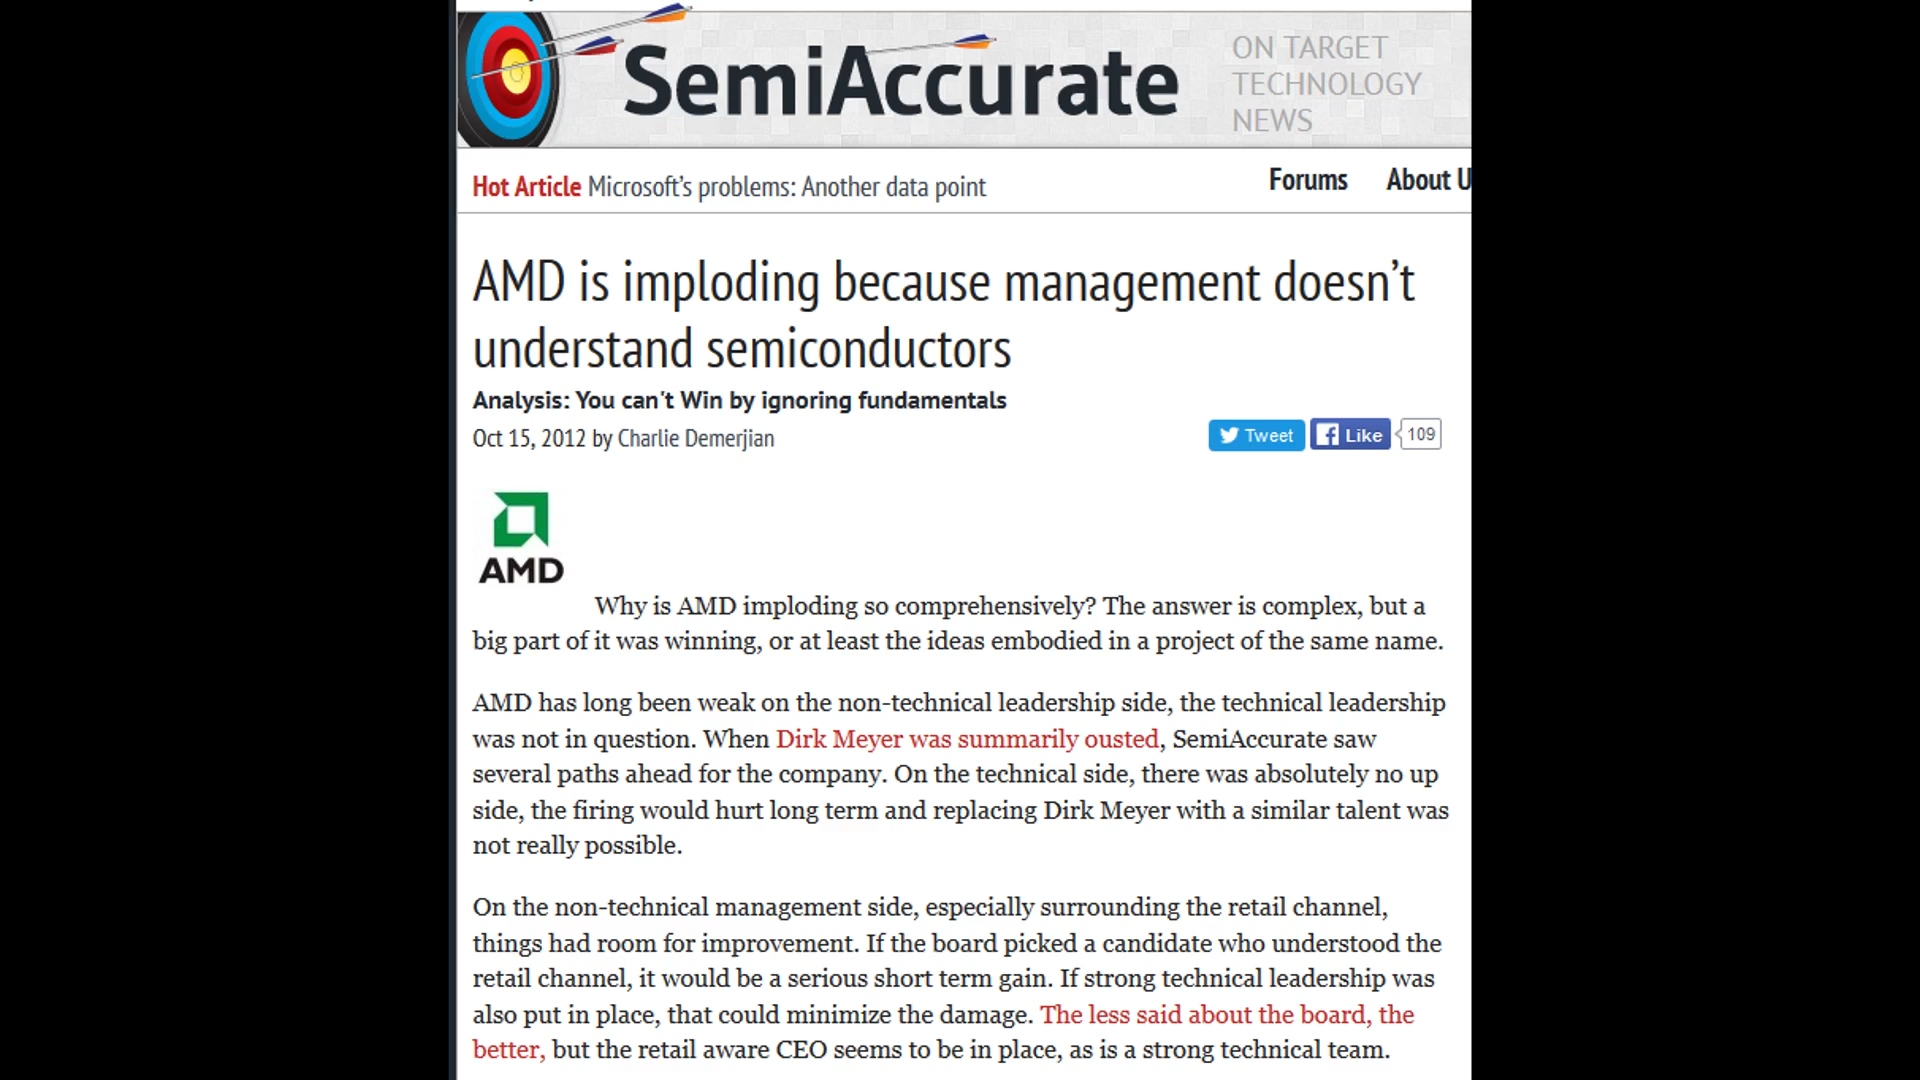 SemiAccurate
ON TARGET
TECHNOLOGY
NEWS
Hot Article Microsoft's problems: Another data point
Forums About U
AMD is imploding because management doesn't
understand semiconductors
Analysis: You can't Win by ignoring fundamentals
Oct 15, 2012 by Charlie Demerjian
Tweet
Like
109
AMD
Why is AMD imploding so comprehensively? The answer is complex, but a
big part of it was winning, or at least the ideas embodied in a project of the same name.
AMD has long been weak on the non-technical leadership side, the technical leadership
was not in question. When Dirk Meyer was summarily ousted, SemiAccurate saw
several paths ahead for the company. On the technical side, there was absolutely no up
side, the firing would hurt long term and replacing Dirk Meyer with a similar talent was
not really possible.
On the non-technical management side, especially surrounding the retail channel,
things had room for improvement. If the board picked a candidate who understood the
retail channel, it would be a serious short term gain. If strong technical leadership was
also put in place, that could minimize the damage. The less said about the board, the
better, but the retail aware CEO seems to be in place, as is a strong technical team.